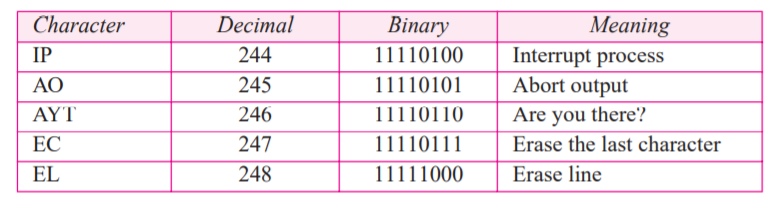 Character Decimal Binary Meaning
IP 244 11110100 Interrupt process
AO 245 11110101 Abort output
AYT 246 11110110 Are you there?
EC 247 11110111 Erase the last character
EL 248 11111000 Erase line